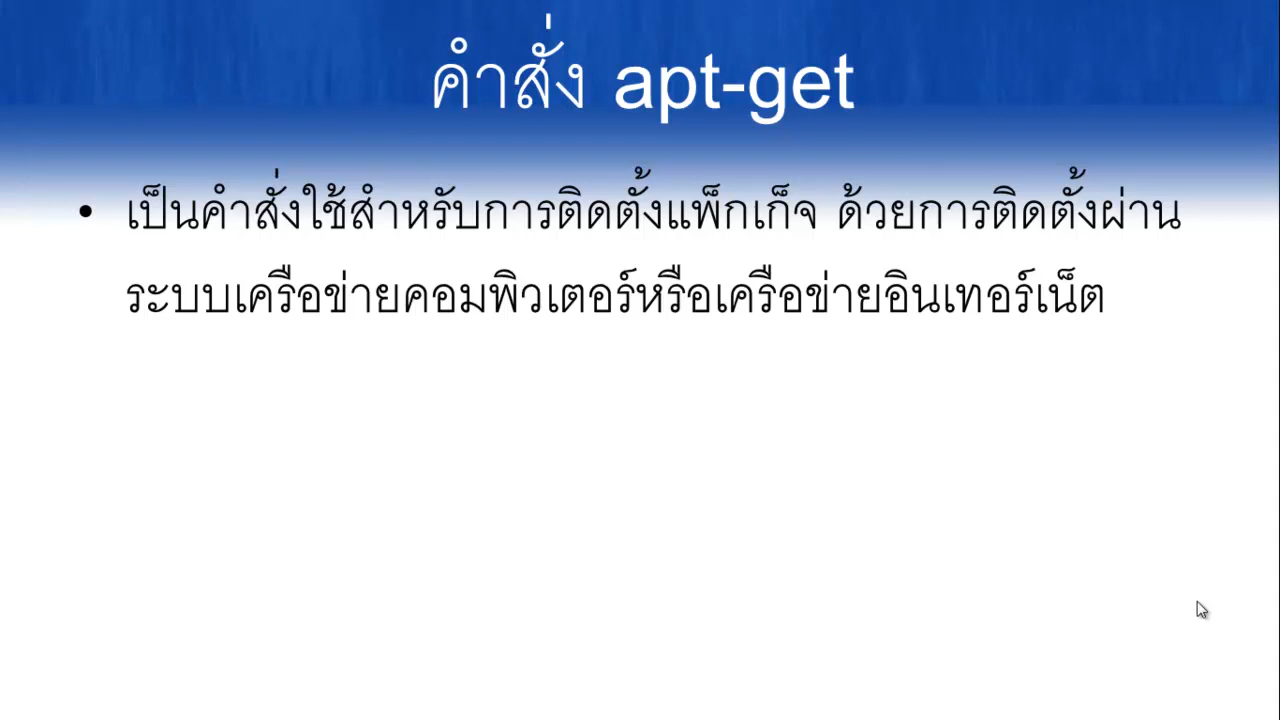 คำสั่ง apt-get
• เป็นคำสั่งใช้สำหรับการติดตั้งแพ็กเก็จ ด้วยการติดตั้งผ่าน
ระบบเครือข่ายคอมพิวเตอร์หรือเครือข่ายอินเทอร์เน็ต